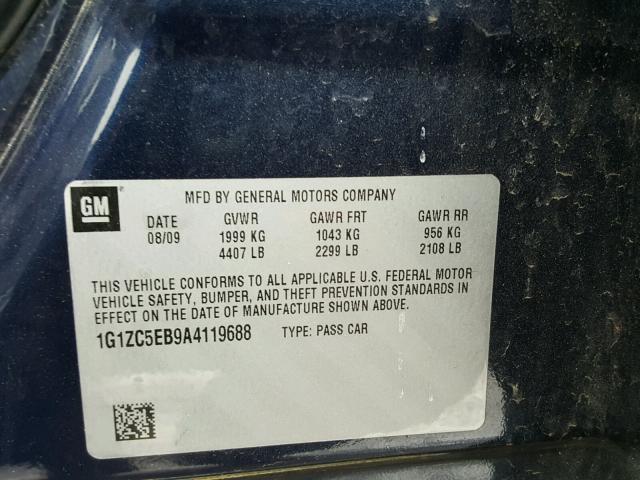 GM
MFD BY GENERAL MOTORS COMPANY
DATE GVWR GAWR FRT GAWR RR
08/09 1999 KG 1043 KG 956 KG
4407 LB 2299 LB 2108 LB
THIS VEHICLE CONFORMS TO ALL APPLICABLE U.S. FEDERAL MOTOR
VEHICLE SAFETY, BUMPER, AND THEFT PREVENTION STANDARDS IN
EFFECT ON THE DATE OF MANUFACTURE SHOWN ABOVE.
1G1ZC5EB9A4119688 TYPE: PASS CAR